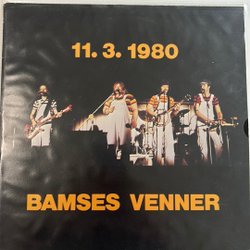 11. 3. 1980
BAMSES VENNER